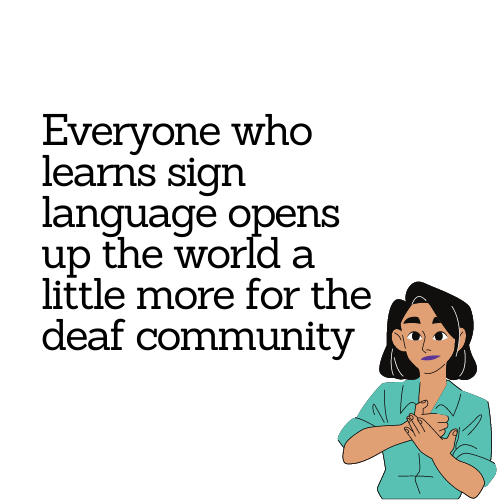 Everyone who
learns sign
language opens
up the world a
little more for the
deaf community